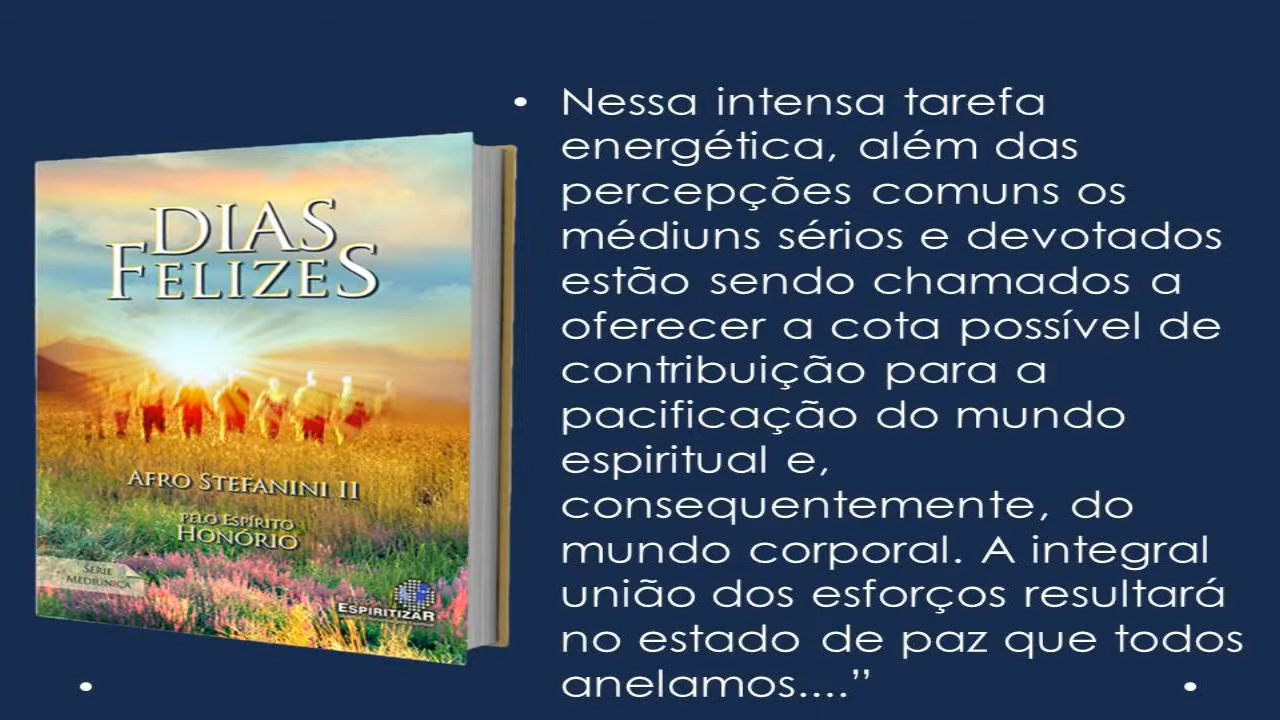 DIAS
FELIZES
AFRO STEFANINI II
PELO ESPÍRITO
HONÓRIO
SÉRIE
MEDIÚNICA
ESPIRITIZAR
• Nessa intensa tarefa
energética, além das
percepções comuns os
médiuns sérios e devotados
estão sendo chamados a
oferecer a cota possível de
contribuição para a
pacificação do mundo
espiritual e,
consequentemente, do
mundo corporal. A integral
união dos esforços resultará
no estado de paz que todos
anelamos....”